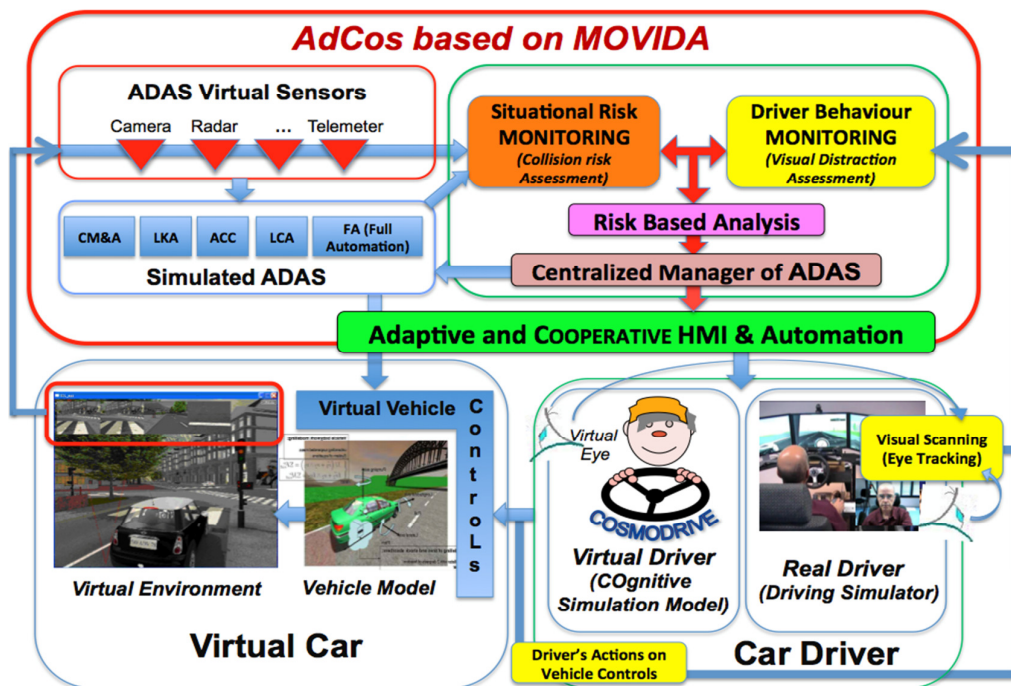 AdCos based on MOVIDA
ADAS Virtual Sensors
Camera Radar ... Telemeter
Situational Risk
MONITORING
(Collision risk
Assessment)
Driver Behaviour
MONITORING
(Visual Distraction
Assessment)
CM&A
LKA
ACC
LCA
FA (Full
Automation)
Simulated ADAS
Risk Based Analysis
Centralized Manager of ADAS
Adaptive and COOPERATIVE HMI & Automation
Virtual Vehicle
ControLs
Virtual
Eye
COSMODRIVE
Visual Scanning
(Eye Tracking)
Virtual Environment
Vehicle Model
Virtual Driver
(COgnitive
Simulation Model)
Real Driver
(Driving Simulator)
Virtual Car
Driver's Actions on
Vehicle Controls
Car Driver